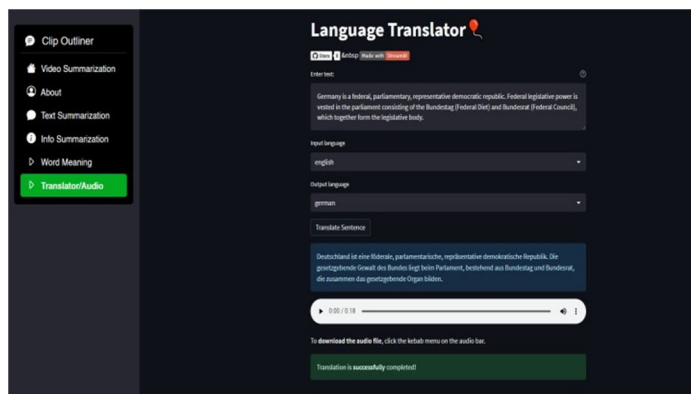 Clip Outliner
Video Summarization
About
Text Summarization
Info Summarization
Word Meaning
Translator/Audio
Language Translator
Stars
&nbsp
Made with Streamlit
Enter text:
Germany is a federal, parliamentary, representative democratic republic. Federal legislative power is
vested in the parliament consisting of the Bundestag (Federal Diet) and Bundesrat (Federal Council),
which together form the legislative body.
Input language
english
Output language
german
Translate Sentence
Deutschland ist eine föderale, parlamentarische, repräsentative demokratische Republik. Die
gesetzgebende Gewalt des Bundes liegt beim Parlament, bestehend aus Bundestag und Bundesrat,
die zusammen das gesetzgebende Organ bilden.
0:00 / 0:18
To download the audio file, click the kebab menu on the audio bar.
Translation is successfully completed!